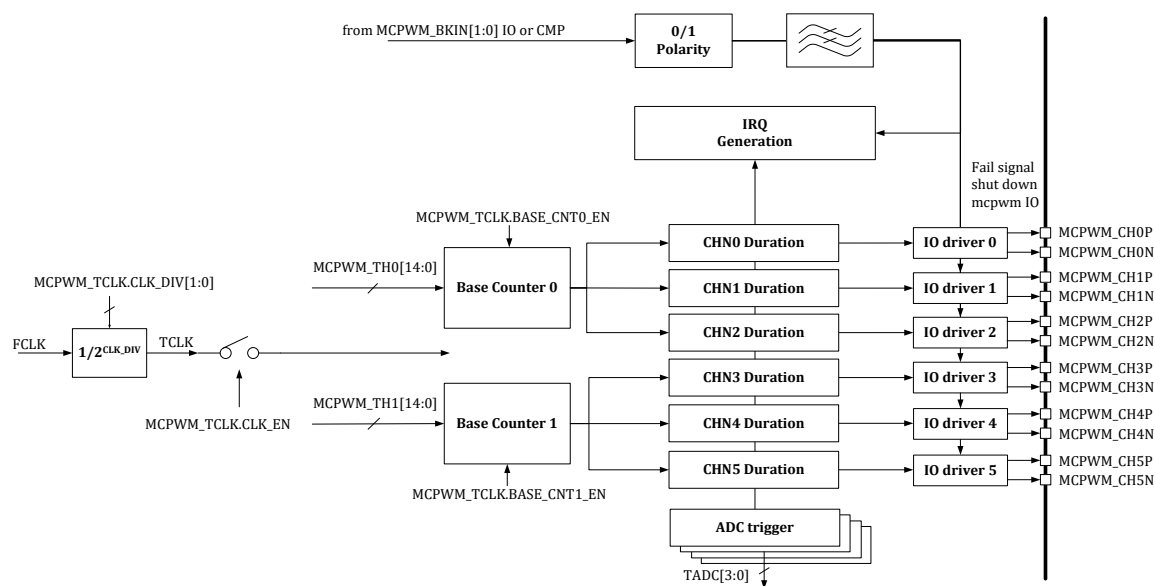 from MCPWM_BKIN[1:0] IO or CMP
0/1
Polarity
IRQ
Generation
Fail signal
shut down
mcpwm IO
MCPWM_TCLK.BASE_CNT0_EN
MCPWM_TH0[14:0]
Base Counter 0
CHN0 Duration
IO driver 0
MCPWM_CH0P
MCPWM_CH0N
CHN1 Duration
IO driver 1
MCPWM_CH1P
MCPWM_CH1N
CHN2 Duration
IO driver 2
MCPWM_CH2P
MCPWM_CH2N
MCPWM_TCLK.CLK_DIV[1:0]
FCLK
1/2^CLK_DIV
TCLK
MCPWM_TCLK.CLK_EN
MCPWM_TH1[14:0]
Base Counter 1
MCPWM_TCLK.BASE_CNT1_EN
CHN3 Duration
IO driver 3
MCPWM_CH3P
MCPWM_CH3N
CHN4 Duration
IO driver 4
MCPWM_CH4P
MCPWM_CH4N
CHN5 Duration
IO driver 5
MCPWM_CH5P
MCPWM_CH5N
ADC trigger
TADC[3:0]